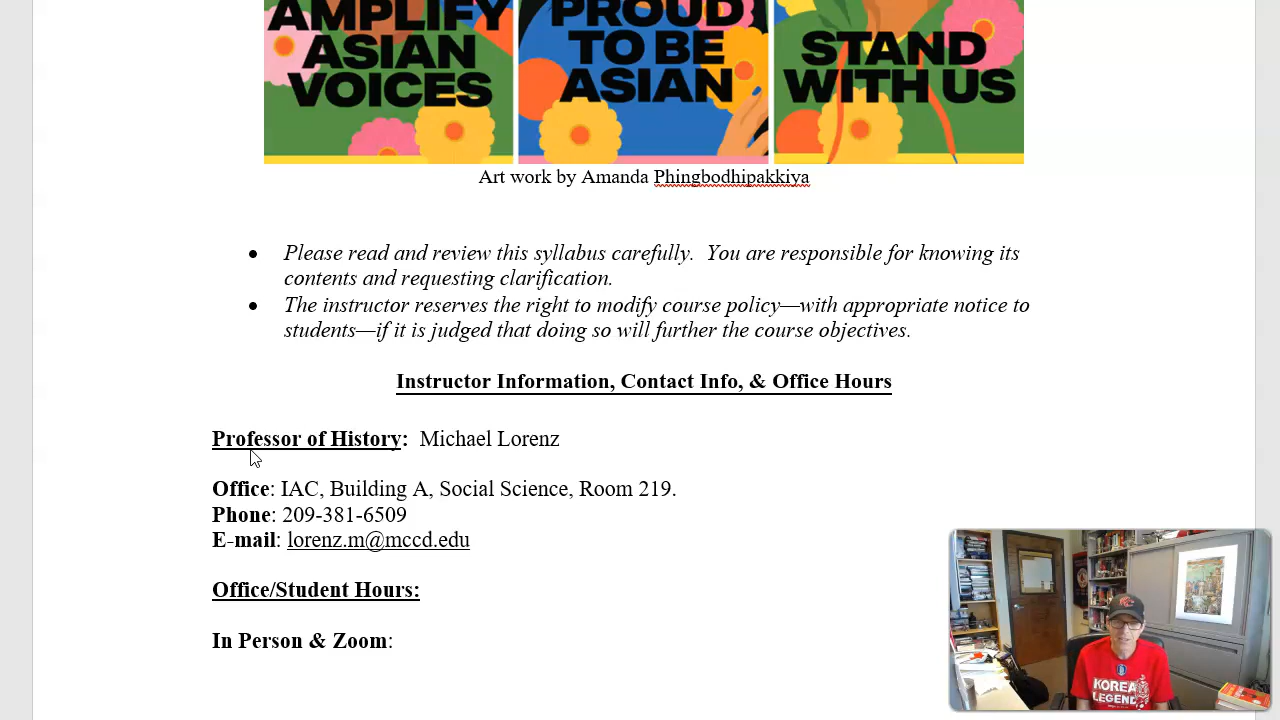 AMPLIFY
ASIAN
VOICES
PROUD
TO BE
ASIAN
STAND
WITH US
Art work by Amanda Phingbodhipakkiya
• Please read and review this syllabus carefully.  You are responsible for knowing its
contents and requesting clarification.
• The instructor reserves the right to modify course policy—with appropriate notice to
students—if it is judged that doing so will further the course objectives.
Instructor Information, Contact Info, & Office Hours
Professor of History:  Michael Lorenz
Office: IAC, Building A, Social Science, Room 219.
Phone: 209-381-6509
E-mail: lorenz.m@mccd.edu
Office/Student Hours:
In Person & Zoom:
KOREA
LEGEND